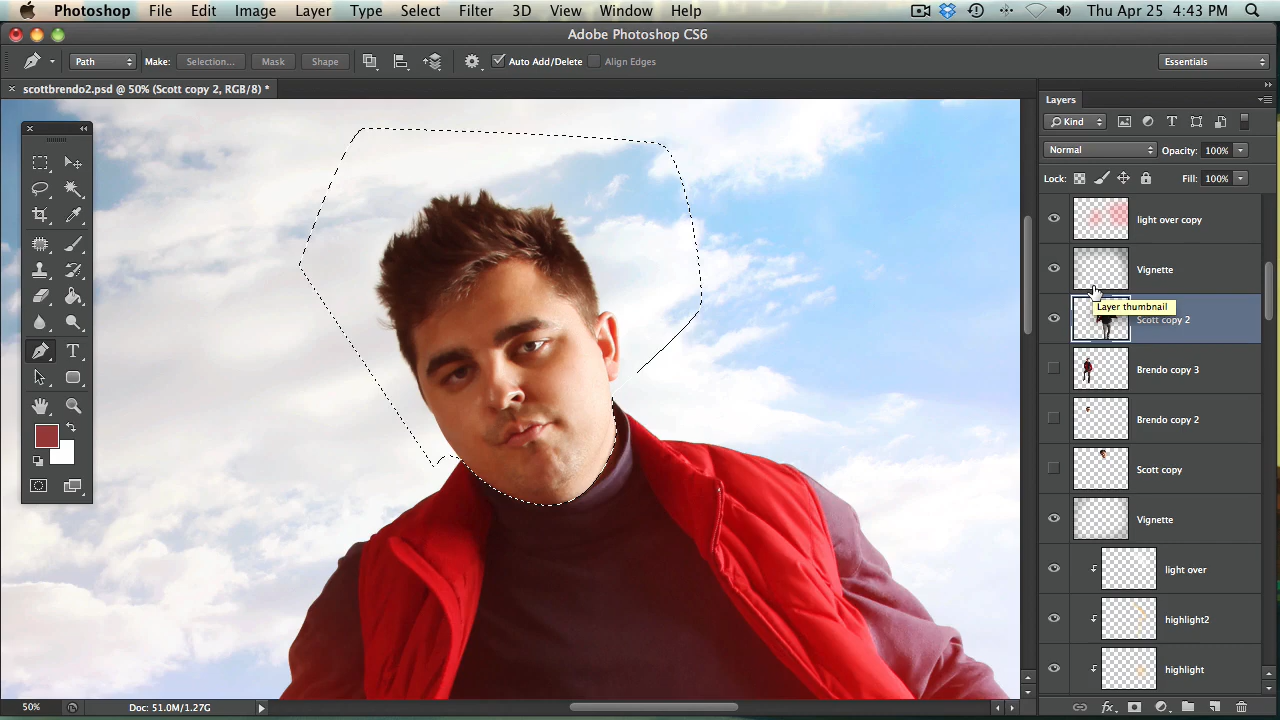 Photoshop File Edit Image Layer Type Select Filter 3D View Window Help Thu Apr 25 4:43 PM
Adobe Photoshop CS6
Path Make: Selection... Mask Shape Auto Add/Delete Align Edges Essentials
× scottbrendo2.psd @ 50% (Scott copy 2, RGB/8) *
Layers
Kind
Normal Opacity: 100%
Lock: Fill: 100%
light over copy
Vignette
Layer thumbnail
Scott copy 2
Brendo copy 3
Brendo copy 2
Scott copy
Vignette
light over
highlight2
highlight
50% Doc: 51.0M/1.27G